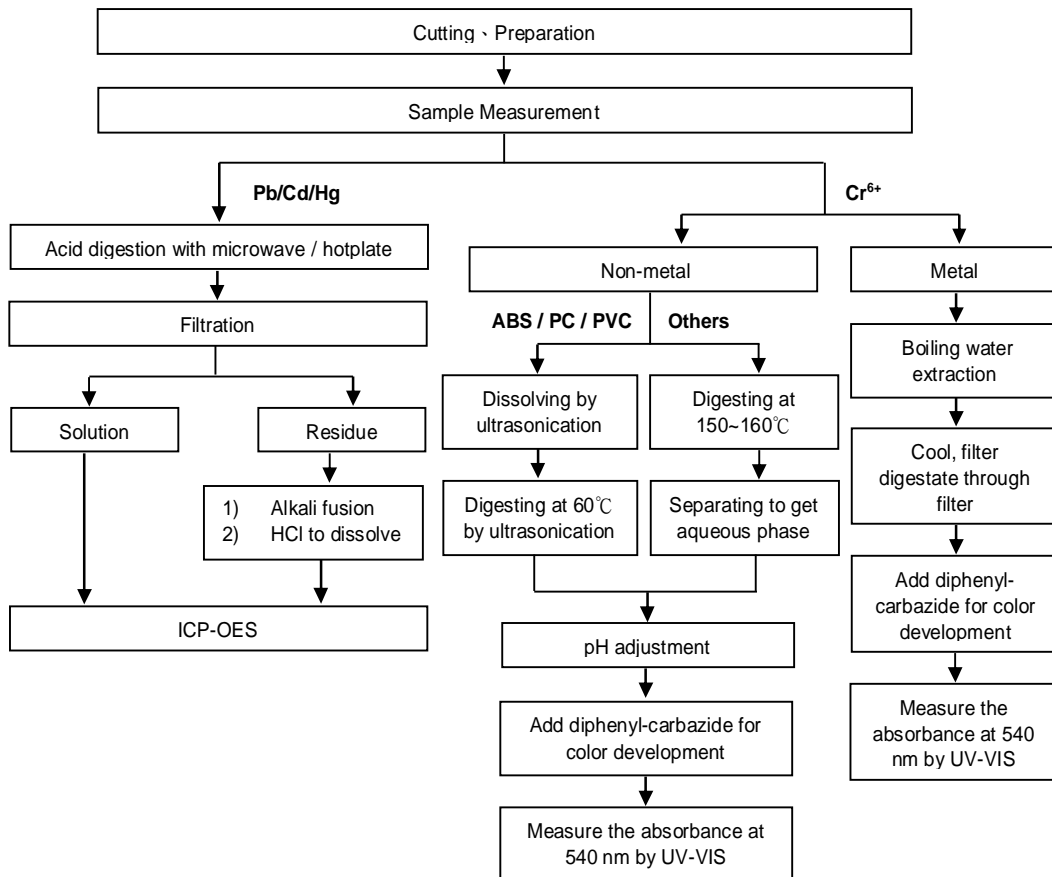 Cutting、Preparation
Sample Measurement
Pb/Cd/Hg
Cr⁶⁺
Acid digestion with microwave / hotplate
Non-metal
Metal
Filtration
ABS / PC / PVC
Others
Boiling water
extraction
Solution
Residue
Dissolving by
ultrasonication
Digesting at
150~160℃
Cool, filter
digestate through
filter
1) Alkali fusion
2) HCl to dissolve
Digesting at 60℃
by ultrasonication
Separating to get
aqueous phase
Add diphenyl-
carbazide for color
development
ICP-OES
pH adjustment
Measure the
absorbance at 540
nm by UV-VIS
Add diphenyl-carbazide for
color development
Measure the absorbance at
540 nm by UV-VIS